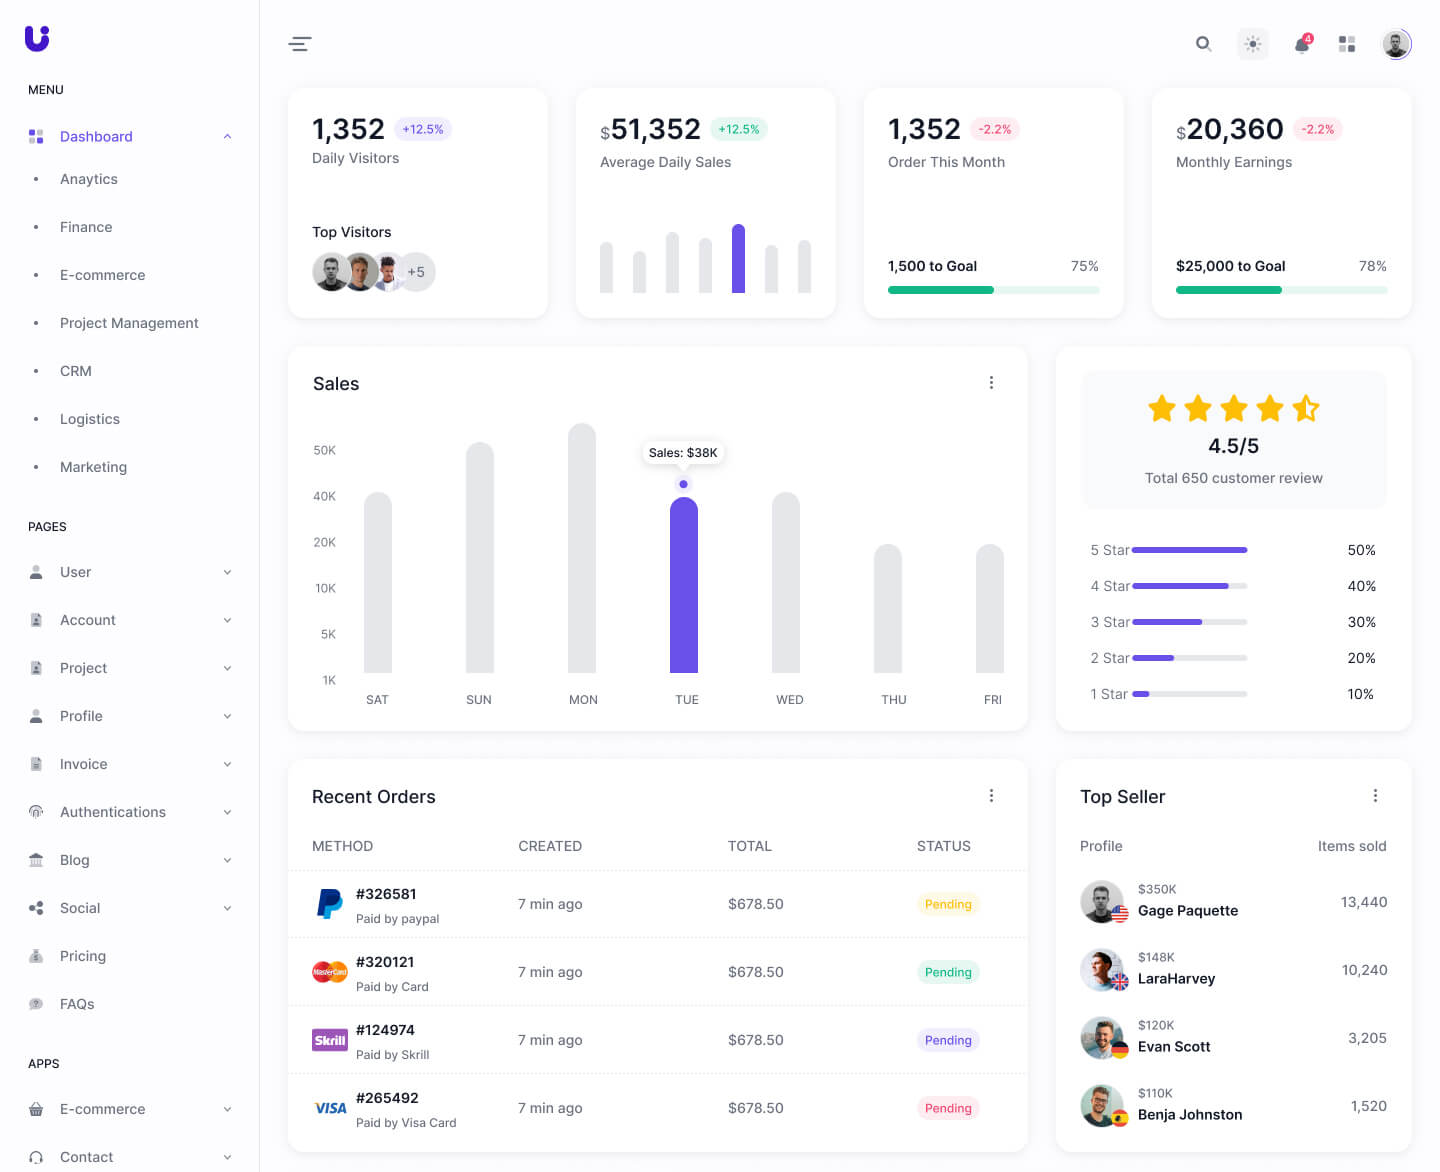 MENU
Dashboard
Anaytics
Finance
E-commerce
Project Management
CRM
Logistics
Marketing
PAGES
User
Account
Project
Profile
Invoice
Authentications
Blog
Social
Pricing
FAQs
APPS
E-commerce
Contact
4
1,352 +12.5%
Daily Visitors
Top Visitors
+5
$51,352 +12.5%
Average Daily Sales
1,352 -2.2%
Order This Month
1,500 to Goal 75%
$20,360 -2.2%
Monthly Earnings
$25,000 to Goal 78%
Sales
50K
40K
20K
10K
5K
1K
Sales: $38K
SAT SUN MON TUE WED THU FRI
4.5/5
Total 650 customer review
5 Star 50%
4 Star 40%
3 Star 30%
2 Star 20%
1 Star 10%
Recent Orders
METHOD CREATED TOTAL STATUS
#326581
Paid by paypal
7 min ago $678.50 Pending
MasterCard
#320121
Paid by Card
7 min ago $678.50 Pending
Skrill
#124974
Paid by Skrill
7 min ago $678.50 Pending
VISA
#265492
Paid by Visa Card
7 min ago $678.50 Pending
Top Seller
Profile Items sold
$350K
Gage Paquette 13,440
$148K
LaraHarvey 10,240
$120K
Evan Scott 3,205
$110K
Benja Johnston 1,520